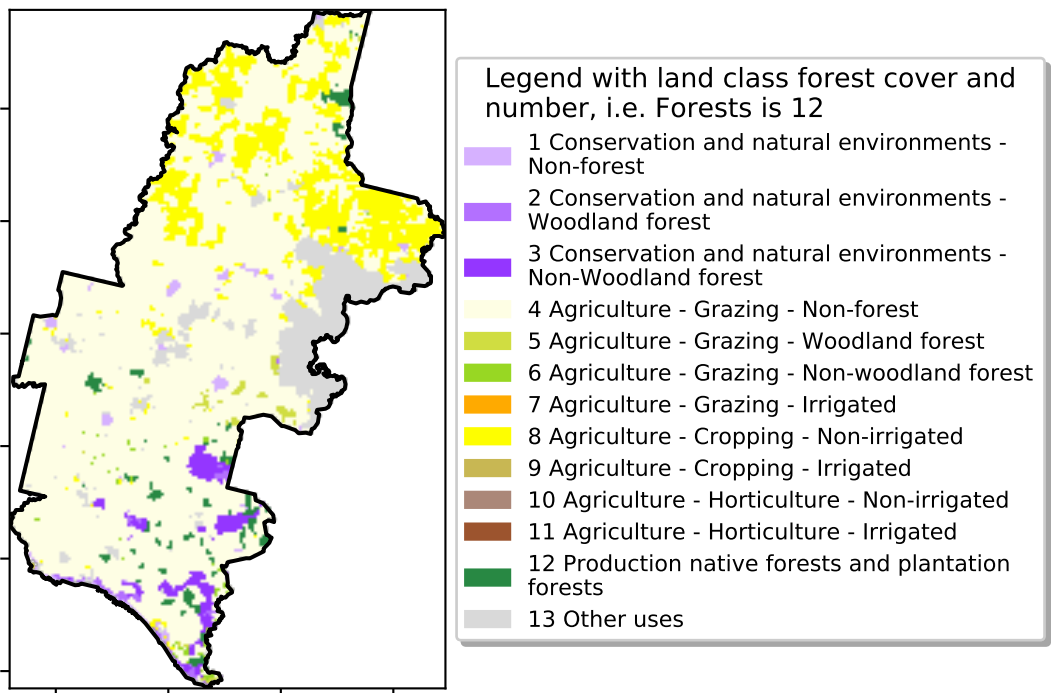 Legend with land class forest cover and
number, i.e. Forests is 12
1 Conservation and natural environments -
Non-forest
2 Conservation and natural environments -
Woodland forest
3 Conservation and natural environments -
Non-Woodland forest
4 Agriculture - Grazing - Non-forest
5 Agriculture - Grazing - Woodland forest
6 Agriculture - Grazing - Non-woodland forest
7 Agriculture - Grazing - Irrigated
8 Agriculture - Cropping - Non-irrigated
9 Agriculture - Cropping - Irrigated
10 Agriculture - Horticulture - Non-irrigated
11 Agriculture - Horticulture - Irrigated
12 Production native forests and plantation
forests
13 Other uses